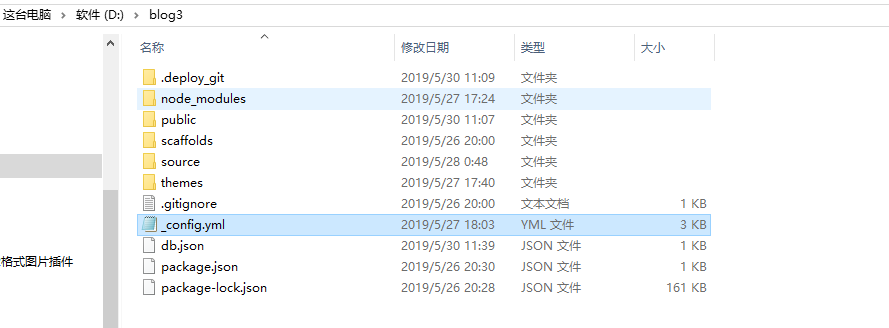 这台电脑 > 软件 (D:) > blog3
名称 修改日期 类型 大小
.deploy_git 2019/5/30 11:09 文件夹
node_modules 2019/5/27 17:24 文件夹
public 2019/5/30 11:07 文件夹
scaffolds 2019/5/26 20:00 文件夹
source 2019/5/28 0:48 文件夹
themes 2019/5/27 17:40 文件夹
.gitignore 2019/5/26 20:00 文本文档 1 KB
_config.yml 2019/5/27 18:03 YML 文件 3 KB
db.json 2019/5/30 11:39 JSON 文件 1 KB
格式图片插件
package.json 2019/5/26 20:30 JSON 文件 1 KB
package-lock.json 2019/5/26 20:28 JSON 文件 161 KB